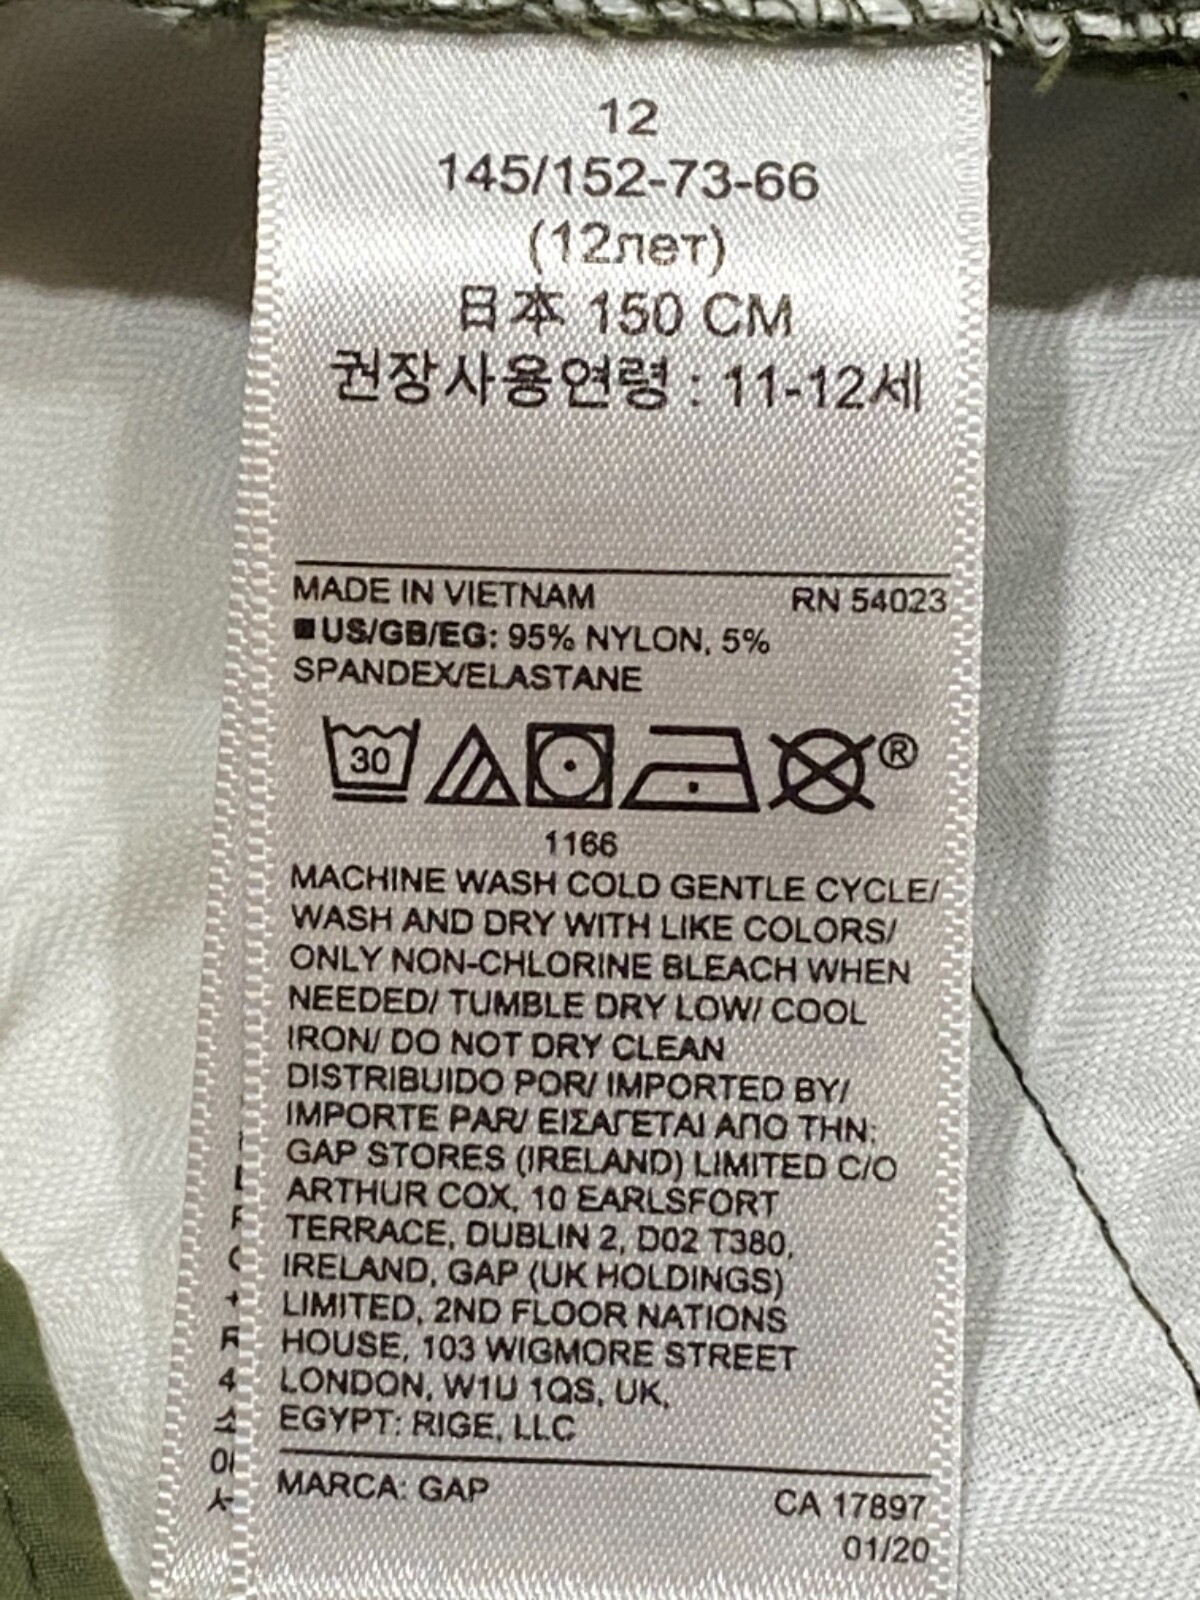 12
145/152-73-66
(12лет)
日本 150 CM
권장사용연령 : 11-12세
MADE IN VIETNAM RN 54023
■US/GB/EG: 95% NYLON, 5%
SPANDEX/ELASTANE
30 ®
1166
MACHINE WASH COLD GENTLE CYCLE/
WASH AND DRY WITH LIKE COLORS/
ONLY NON-CHLORINE BLEACH WHEN
NEEDED/ TUMBLE DRY LOW/ COOL
IRON/ DO NOT DRY CLEAN
DISTRIBUIDO POR/ IMPORTED BY/
IMPORTE PAR/ ΕΙΣΑΓΕΤΑΙ ΑΠΟ ΤΗΝ:
GAP STORES (IRELAND) LIMITED C/O
ARTHUR COX, 10 EARLSFORT
TERRACE, DUBLIN 2, D02 T380,
IRELAND, GAP (UK HOLDINGS)
LIMITED, 2ND FLOOR NATIONS
HOUSE, 103 WIGMORE STREET
LONDON, W1U 1QS, UK,
EGYPT: RIGE, LLC
MARCA: GAP CA 17897
01/20